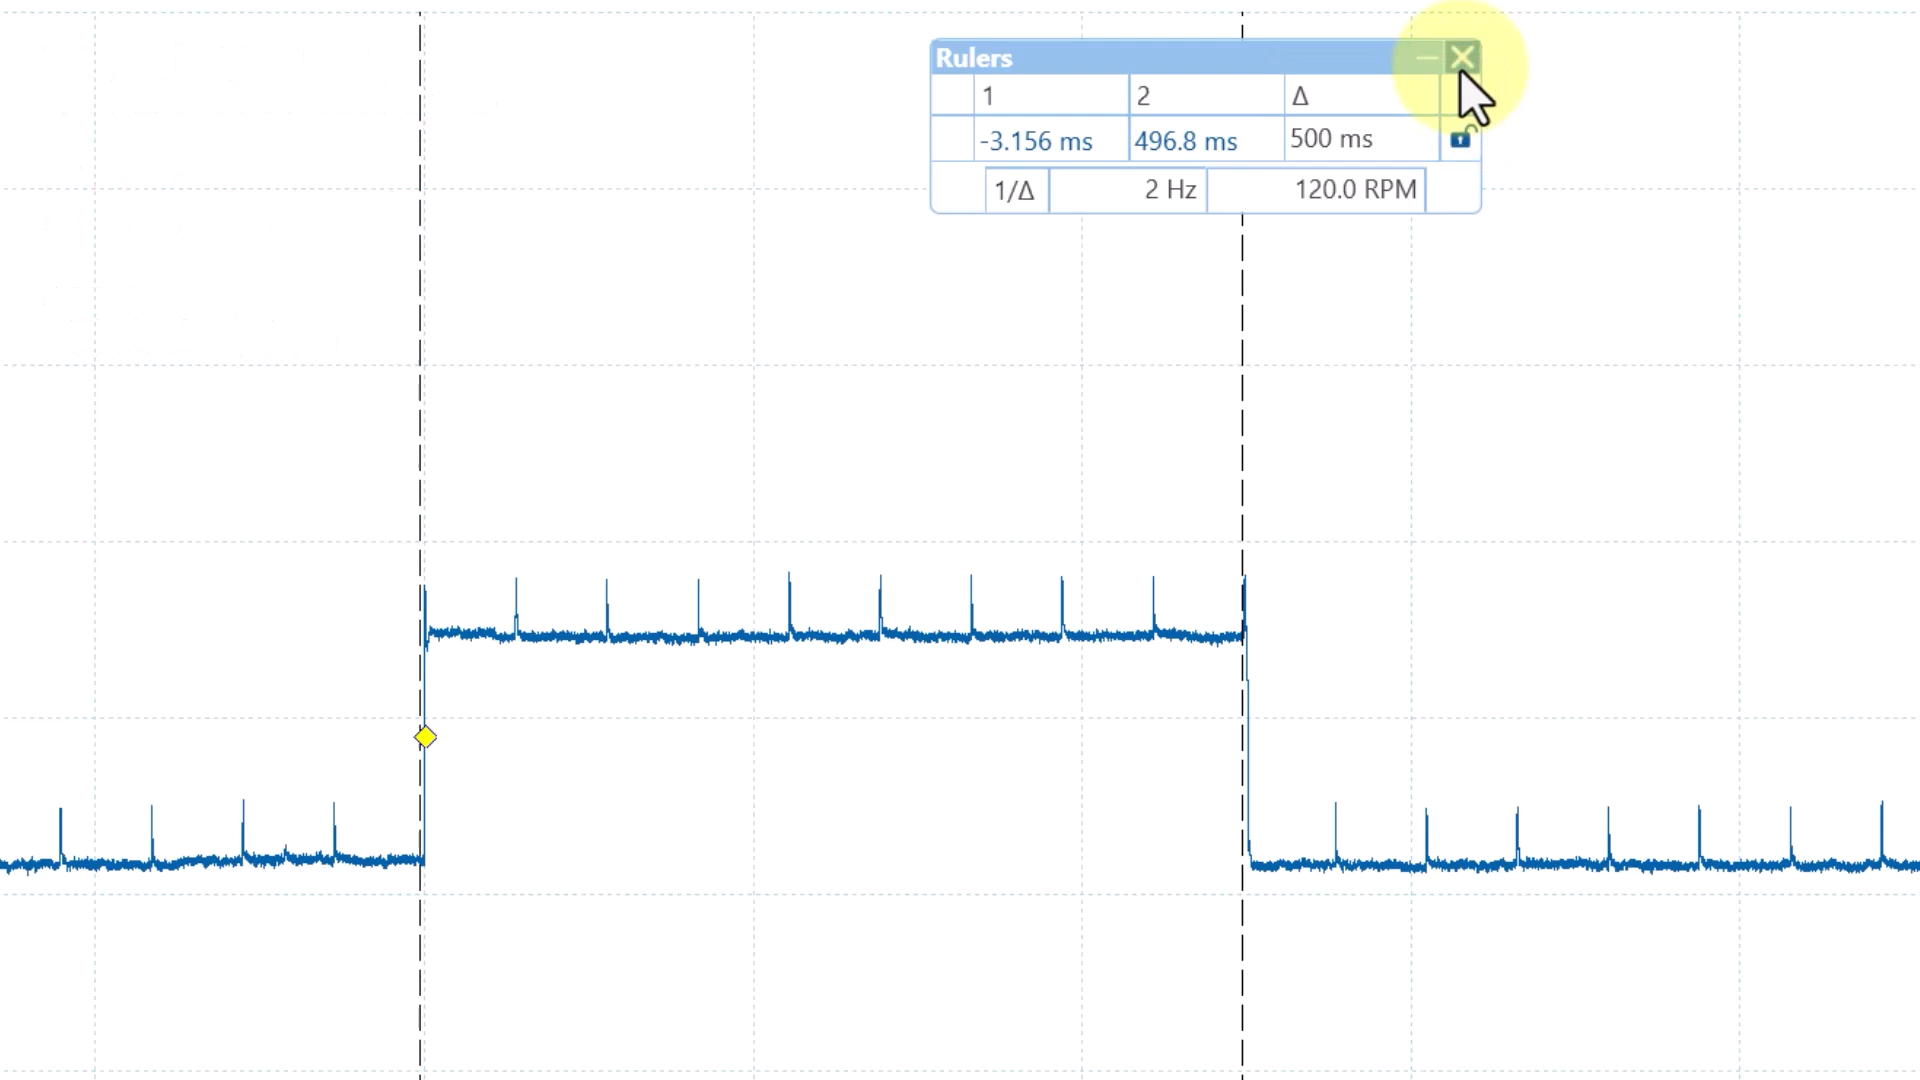 Rulers
1 2 Δ
-3.156 ms 496.8 ms 500 ms
1/Δ 2 Hz 120.0 RPM